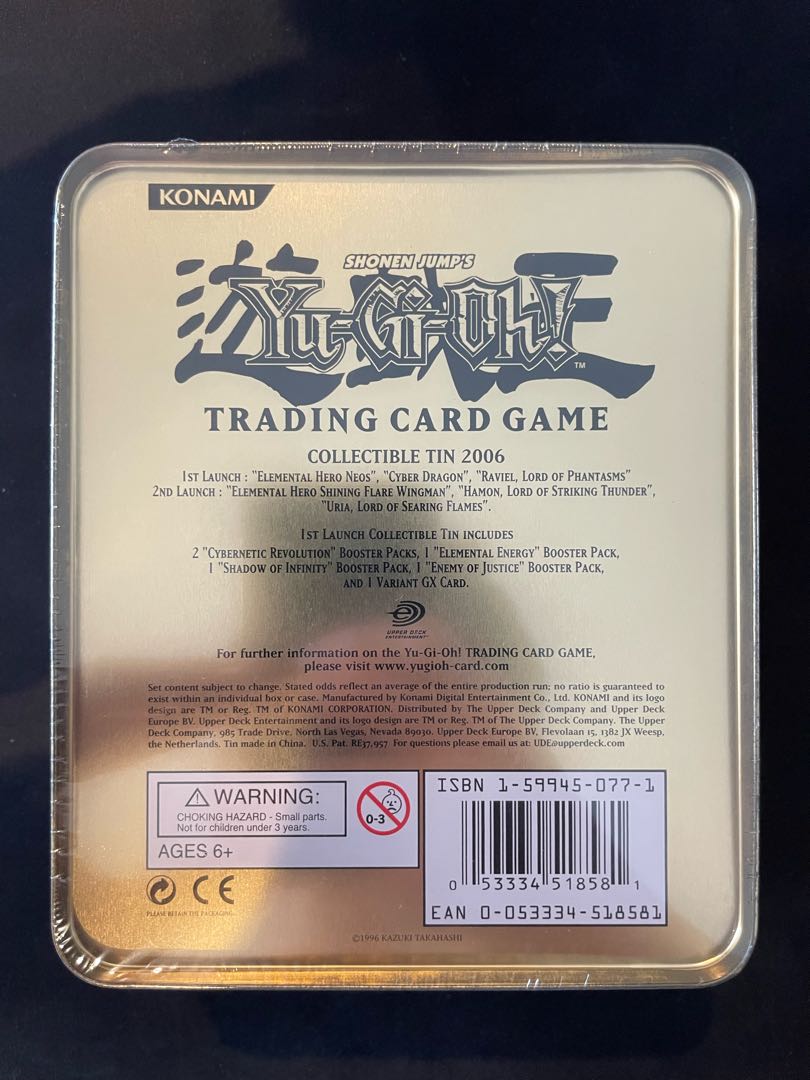 KONAMI
SHONEN JUMP'S
遊戯王
Yu-Gi-Oh!
TM
TRADING CARD GAME
COLLECTIBLE TIN 2006
1ST LAUNCH : "ELEMENTAL HERO NEOS", "CYBER DRAGON", "RAVIEL, LORD OF PHANTASMS"
2ND LAUNCH : "ELEMENTAL HERO SHINING FLARE WINGMAN", "HAMON, LORD OF STRIKING THUNDER",
"URIA, LORD OF SEARING FLAMES".
1ST LAUNCH COLLECTIBLE TIN INCLUDES
2 "CYBERNETIC REVOLUTION" BOOSTER PACKS, 1 "ELEMENTAL ENERGY" BOOSTER PACK,
1 "SHADOW OF INFINITY" BOOSTER PACK, 1 "ENEMY OF JUSTICE" BOOSTER PACK,
AND 1 VARIANT GX CARD.
e
UPPER DECK
ENTERTAINMENT
For further information on the Yu-Gi-Oh! TRADING CARD GAME,
please visit www.yugioh-card.com
Set content subject to change. Stated odds reflect an average of the entire production run; no ratio is guaranteed to
exist within an individual box or case. Manufactured by Konami Digital Entertainment Co., Ltd. KONAMI and its logo
design are TM or Reg. TM of KONAMI CORPORATION. Distributed by The Upper Deck Company and Upper Deck
Europe BV. Upper Deck Entertainment and its logo design are TM or Reg. TM of The Upper Deck Company. The Upper
Deck Company, 985 Trade Drive, North Las Vegas, Nevada 89030. Upper Deck Europe BV, Flevolaan 15, 1382 JX Weesp,
the Netherlands. Tin made in China. U.S. Pat. RE37,957 For questions please email us at: UDE@upperdeck.com
WARNING:
CHOKING HAZARD - Small parts.
Not for children under 3 years.
0-3
AGES 6+
CE
PLEASE RETAIN THE PACKAGING
ISBN 1-59945-077-1
0 53334 51858 1
EAN 0-053334-518581
©1996 KAZUKI TAKAHASHI